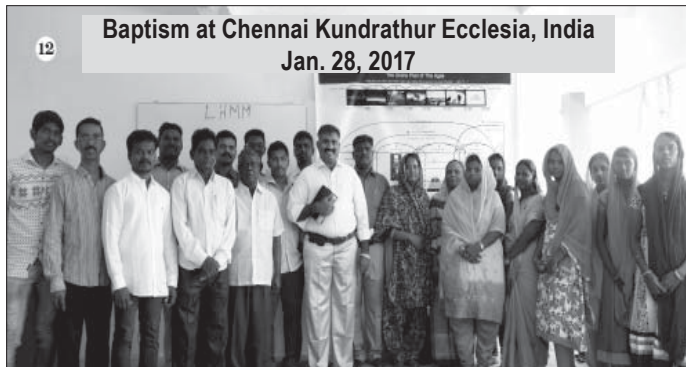 12
Baptism at Chennai Kundrathur Ecclesia, India
Jan. 28, 2017
The Divine Plan Of The Ages
LHMM